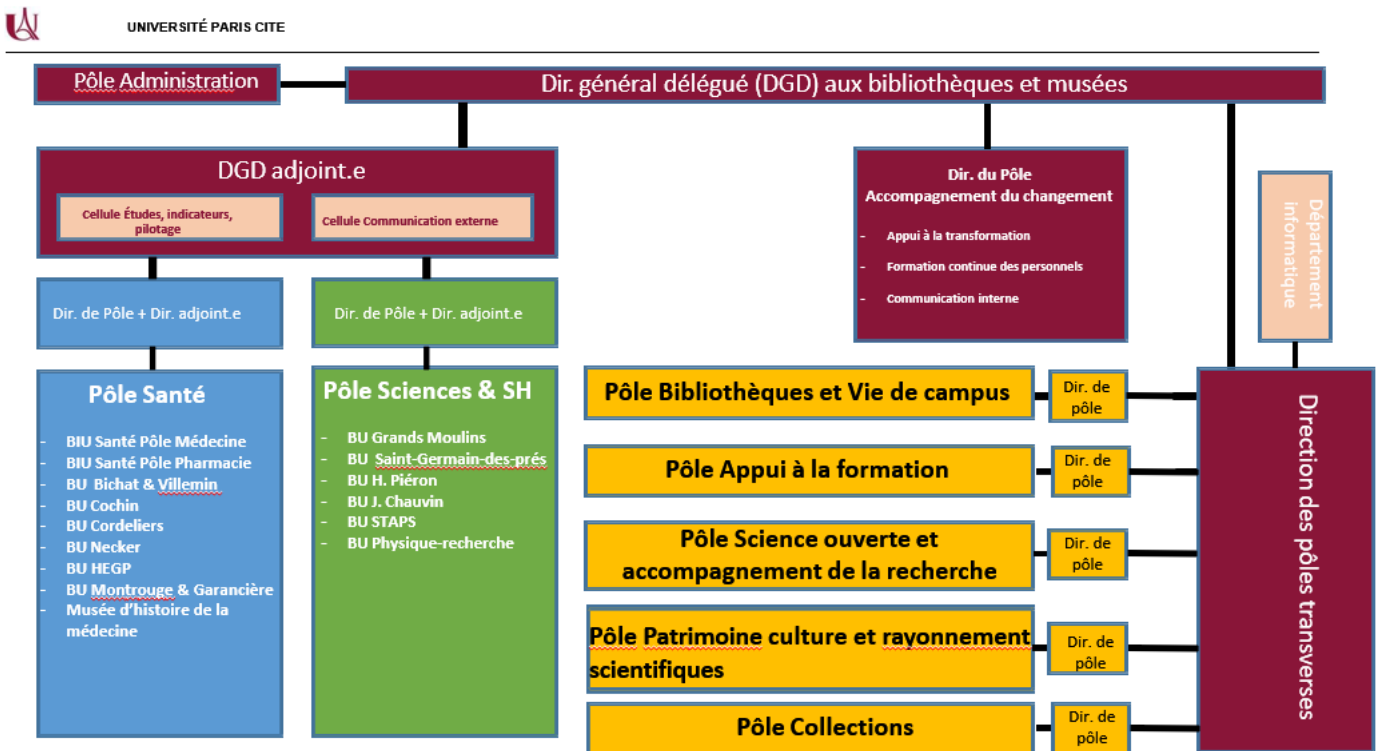 UNIVERSITÉ PARIS CITE
Pôle Administration
Dir. général délégué (DGD) aux bibliothèques et musées
DGD adjoint.e
Cellule Études, indicateurs,
pilotage
Cellule Communication externe
Dir. du Pôle
Accompagnement du changement
- Appui à la transformation
- Formation continue des personnels
- Communication interne
Département
informatique
Dir. de Pôle + Dir. adjoint.e
Dir. de Pôle + Dir. adjoint.e
Pôle Santé
- BIU Santé Pôle Médecine
- BIU Santé Pôle Pharmacie
- BU Bichat & Villemin
- BU Cochin
- BU Cordeliers
- BU Necker
- BU HEGP
- BU Montrouge & Garancière
- Musée d'histoire de la
médecine
Pôle Sciences & SH
- BU Grands Moulins
- BU Saint-Germain-des-prés
- BU H. Piéron
- BU J. Chauvin
- BU STAPS
- BU Physique-recherche
Pôle Bibliothèques et Vie de campus
Dir. de
pôle
Pôle Appui à la formation
Dir. de
pôle
Pôle Science ouverte et
accompagnement de la recherche
Dir. de
pôle
Pôle Patrimoine culture et rayonnement
scientifiques
Dir. de
pôle
Pôle Collections
Dir. de
pôle
Direction des pôles transverses